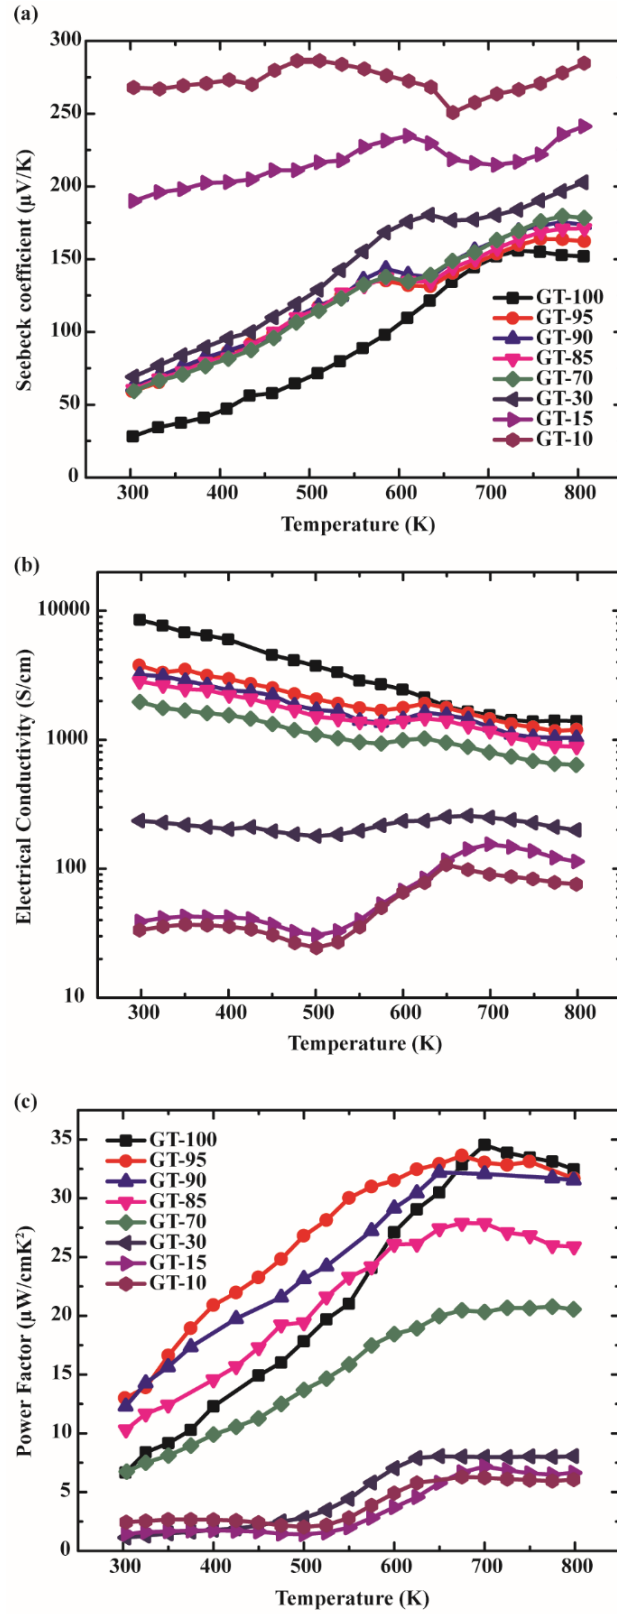 (a)
300
250
200
150
100
50
0
Seebeck coefficient (μV/K)
GT-100
GT-95
GT-90
GT-85
GT-70
GT-30
GT-15
GT-10
300 400 500 600 700 800
Temperature (K)
(b)
10000
1000
100
10
Electrical Conductivity (S/cm)
300 400 500 600 700 800
Temperature (K)
(c)
35
30
25
20
15
10
5
0
Power Factor (μW/cmK²)
GT-100
GT-95
GT-90
GT-85
GT-70
GT-30
GT-15
GT-10
300 400 500 600 700 800
Temperature (K)